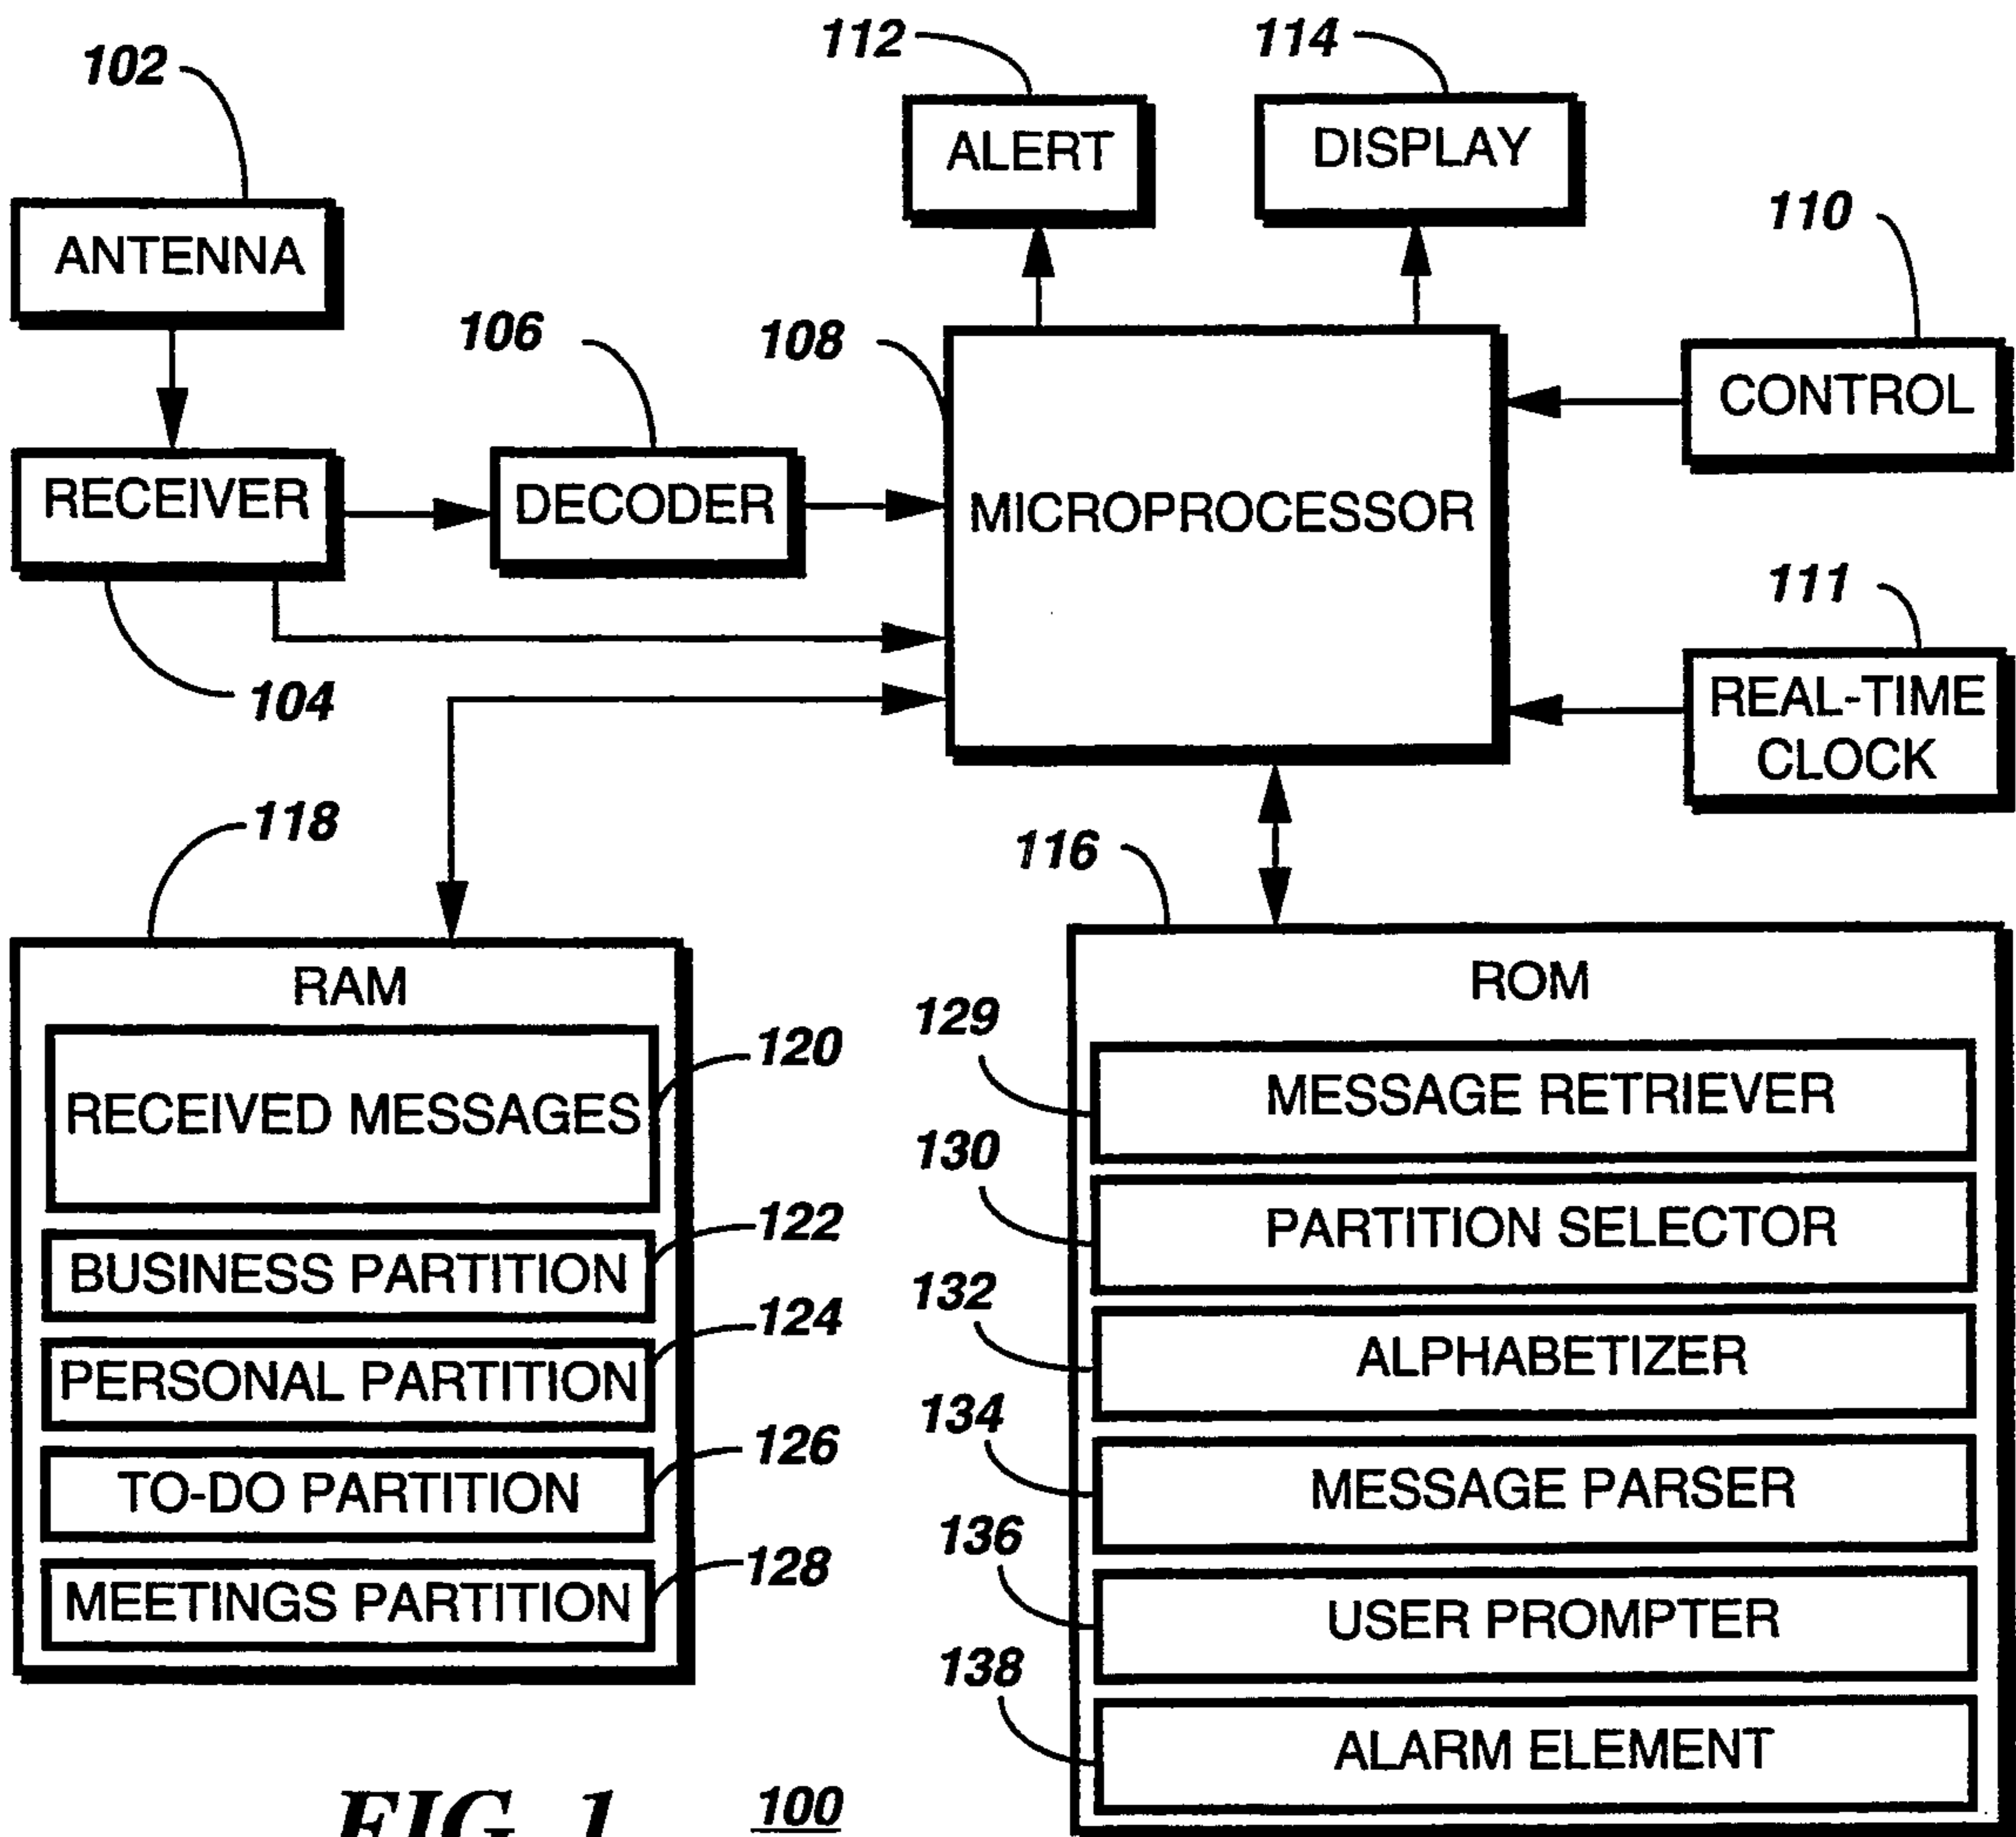 112
114
102
ALERT
DISPLAY
110
ANTENNA
106
108
CONTROL
RECEIVER
DECODER
MICROPROCESSOR
111
104
REAL-TIME
CLOCK
118
116
RAM
ROM
120
129
RECEIVED MESSAGES
MESSAGE RETRIEVER
130
122
PARTITION SELECTOR
BUSINESS PARTITION
132
124
ALPHABETIZER
PERSONAL PARTITION
134
126
TO-DO PARTITION
MESSAGE PARSER
136
128
MEETINGS PARTITION
USER PROMPTER
138
ALARM ELEMENT
FIG. 1
100